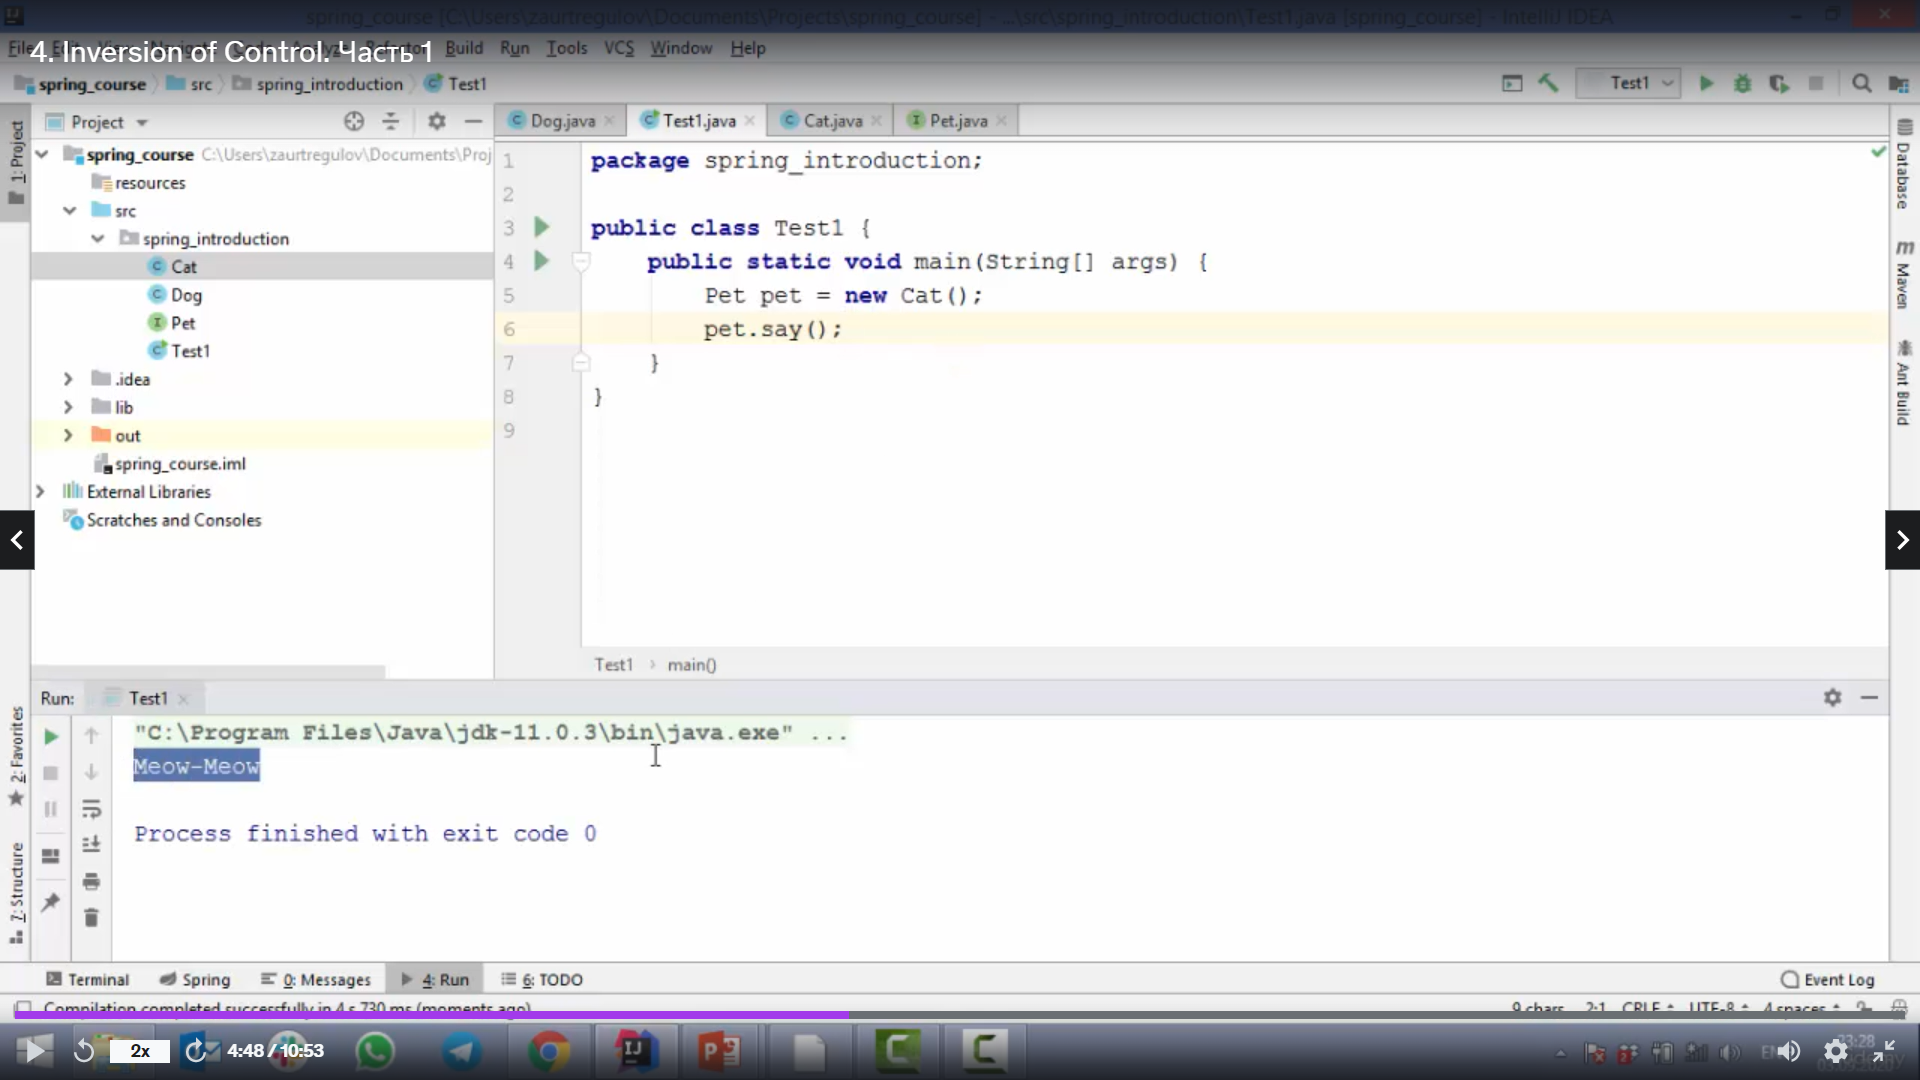 spring_course [C:\Users\zaurtregulov\Documents\Projects\spring_course] - ...\src\spring_introduction\Test1.java [spring_course] - IntelliJ IDEA
4. Inversion of Control. Часть 1
File Build Run Tools VCS Window Help
spring_course src spring_introduction Test1
Test1
1: Project
Project
Dog.java Test1.java Cat.java Pet.java
spring_course C:\Users\zaurtregulov\Documents\Proj
resources
src
spring_introduction
Cat
Dog
Pet
Test1
.idea
lib
out
spring_course.iml
External Libraries
Scratches and Consoles
1 package spring_introduction;
2
3 public class Test1 {
4 public static void main(String[] args) {
5 Pet pet = new Cat();
6 pet.say();
7 }
8 }
9
Test1 main()
Database
Maven
Ant Build
Run: Test1
"C:\Program Files\Java\jdk-11.0.3\bin\java.exe" ...
Meow-Meow
Process finished with exit code 0
2: Favorites
7: Structure
Terminal Spring 0: Messages 4: Run 6: TODO Event Log
Compilation completed successfully in 4 s 730 ms (moments ago)
9 chars 2:1 CRLF UTF-8 4 spaces
2x 4:48 / 10:53
23:28